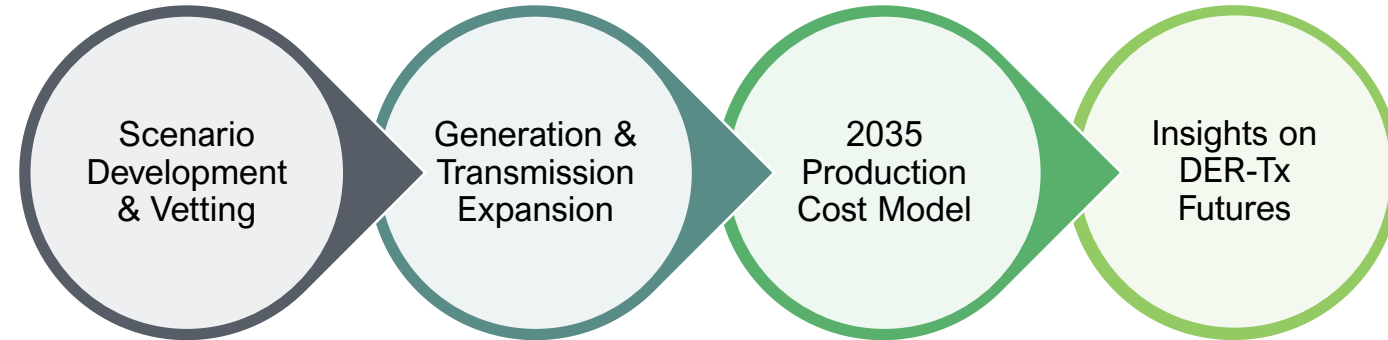 Scenario
Development
& Vetting
Generation &
Transmission
Expansion
2035
Production
Cost Model
Insights on
DER-Tx
Futures